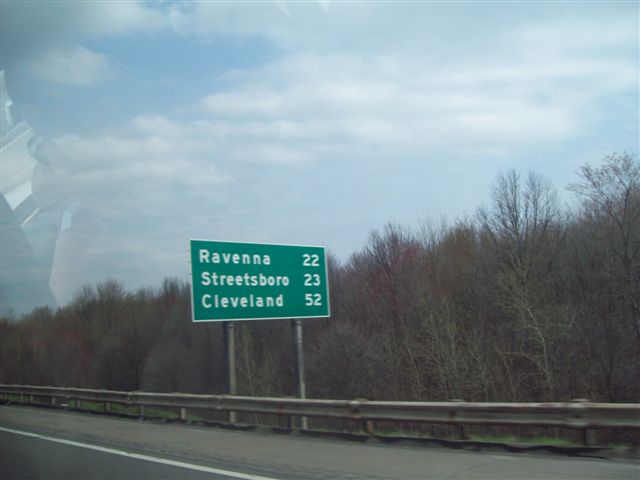 Ravenna 22
Streetsboro 23
Cleveland 52